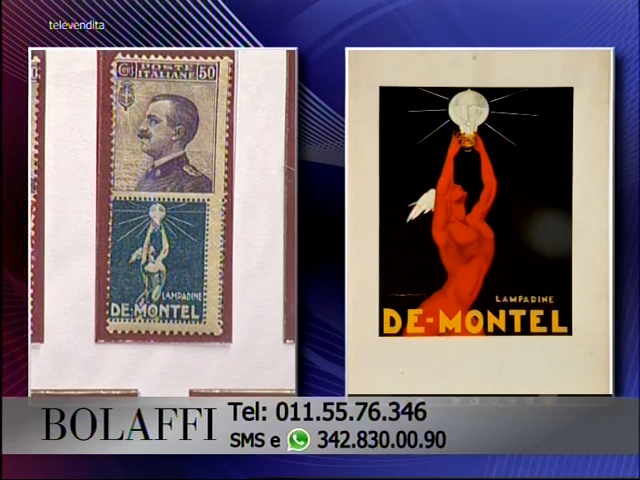 televendita
POSTE
ITALIANE
50
LAMPADINE
DE-MONTEL
LAMPADINE
DE-MONTEL
BOLAFFI
Tel: 011.55.76.346
SMS e 342.830.00.90